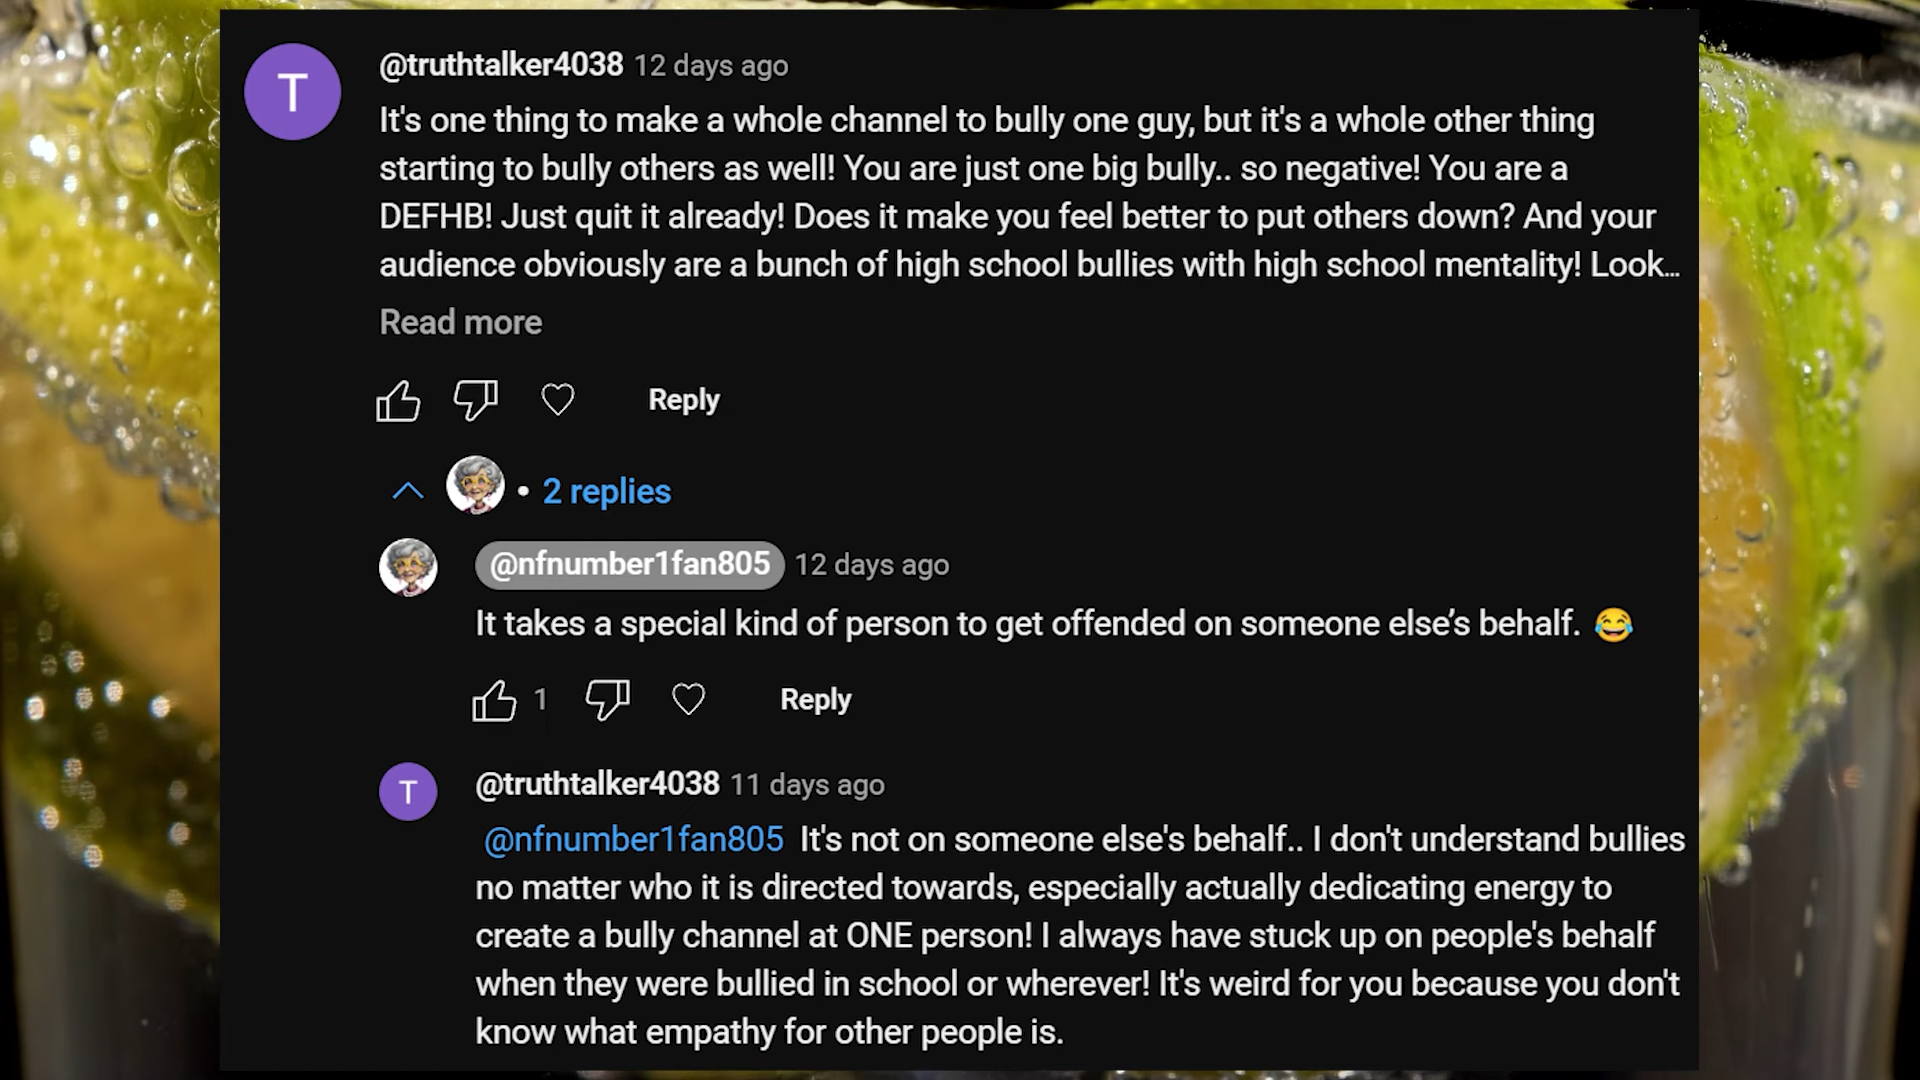 T
@truthtalker4038 12 days ago
It's one thing to make a whole channel to bully one guy, but it's a whole other thing
starting to bully others as well! You are just one big bully.. so negative! You are a
DEFHB! Just quit it already! Does it make you feel better to put others down? And your
audience obviously are a bunch of high school bullies with high school mentality! Look...
Read more
Reply
• 2 replies
@nfnumber1fan805 12 days ago
It takes a special kind of person to get offended on someone else’s behalf. 😂
1 Reply
T
@truthtalker4038 11 days ago
@nfnumber1fan805 It's not on someone else's behalf.. I don't understand bullies
no matter who it is directed towards, especially actually dedicating energy to
create a bully channel at ONE person! I always have stuck up on people's behalf
when they were bullied in school or wherever! It's weird for you because you don't
know what empathy for other people is.